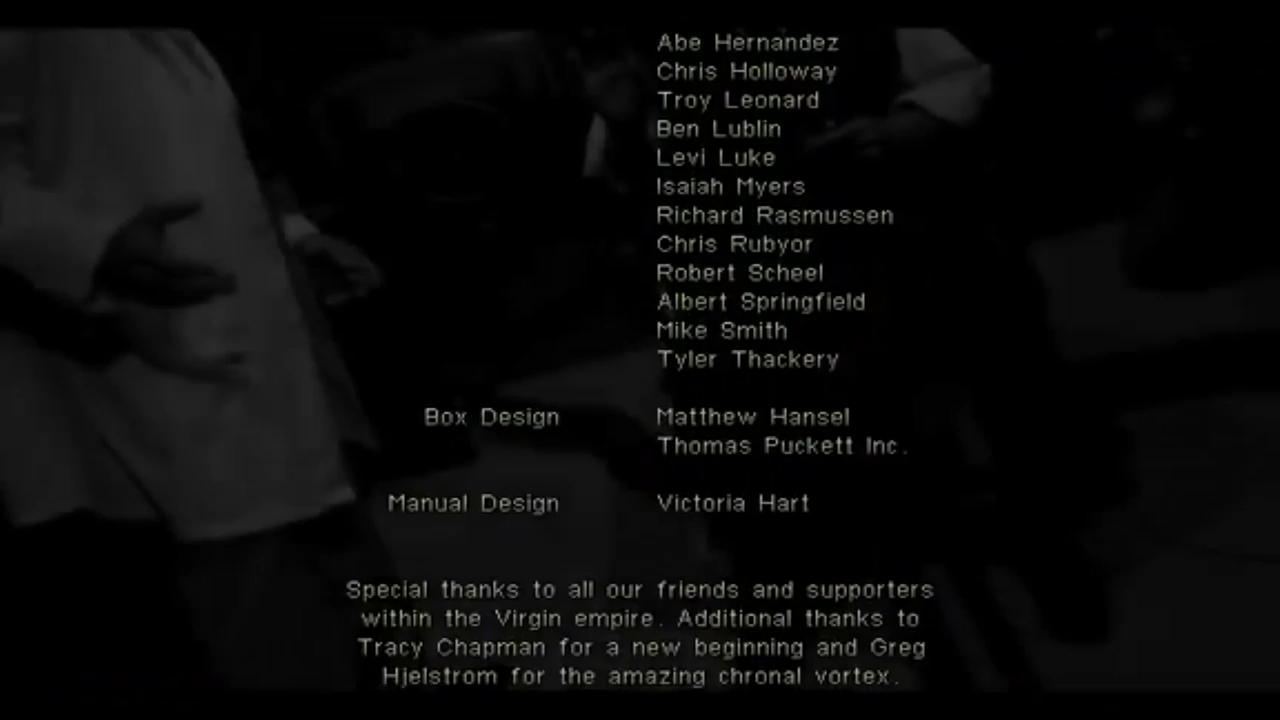 Abe Hernandez
Chris Holloway
Troy Leonard
Ben Lublin
Levi Luke
Isaiah Myers
Richard Rasmussen
Chris Rubyor
Robert Scheel
Albert Springfield
Mike Smith
Tyler Thackery
Box Design Matthew Hansel
Thomas Puckett Inc.
Manual Design Victoria Hart
Special thanks to all our friends and supporters
within the Virgin empire. Additional thanks to
Tracy Chapman for a new beginning and Greg
Hjelstrom for the amazing chronal vortex.